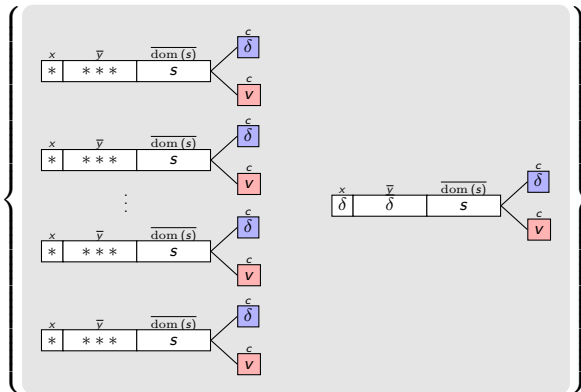 c
δ
x y̅ dom (s)
* * * * s
c
v
c
δ
x y̅ dom (s)
* * * * s
c
v
⋮
c
δ
x y̅ dom (s)
* * * * s
c
v
c
δ
x y̅ dom (s)
* * * * s
c
v
c
δ
x y̅ dom (s)
δ δ s
c
v